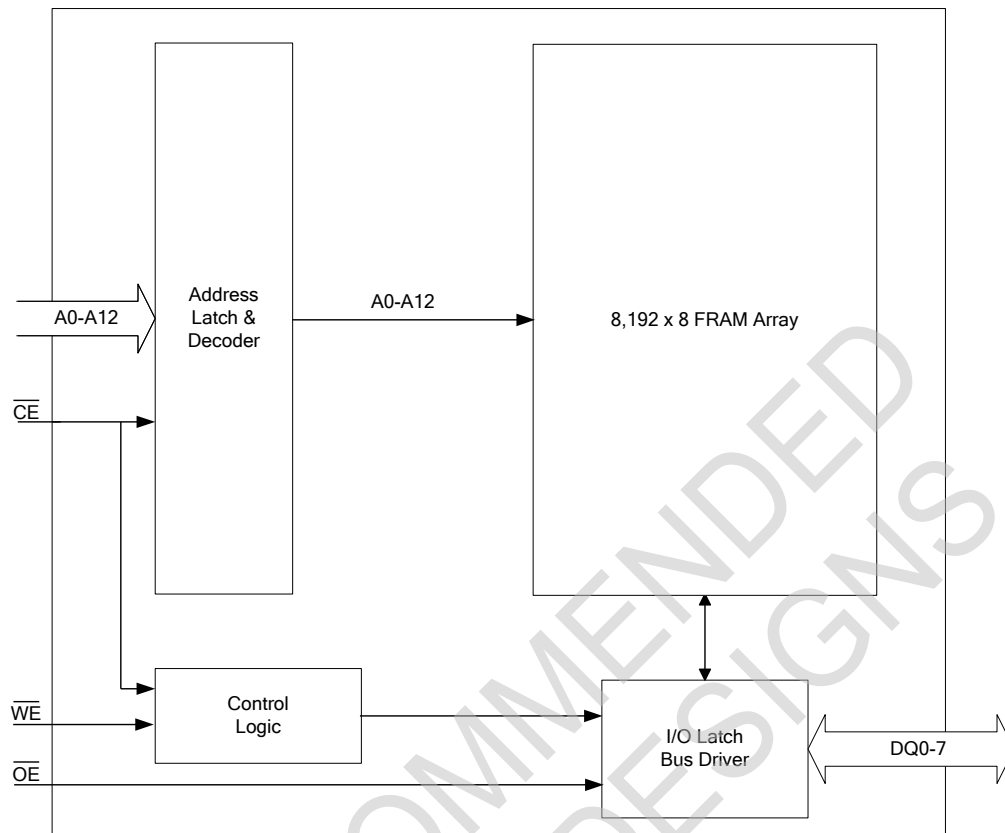 A0-A12
Address
Latch &
Decoder
A0-A12
8,192 x 8 FRAM Array
CE
WE
Control
Logic
OE
I/O Latch
Bus Driver
DQ0-7
OMMENDED
DESIGNS